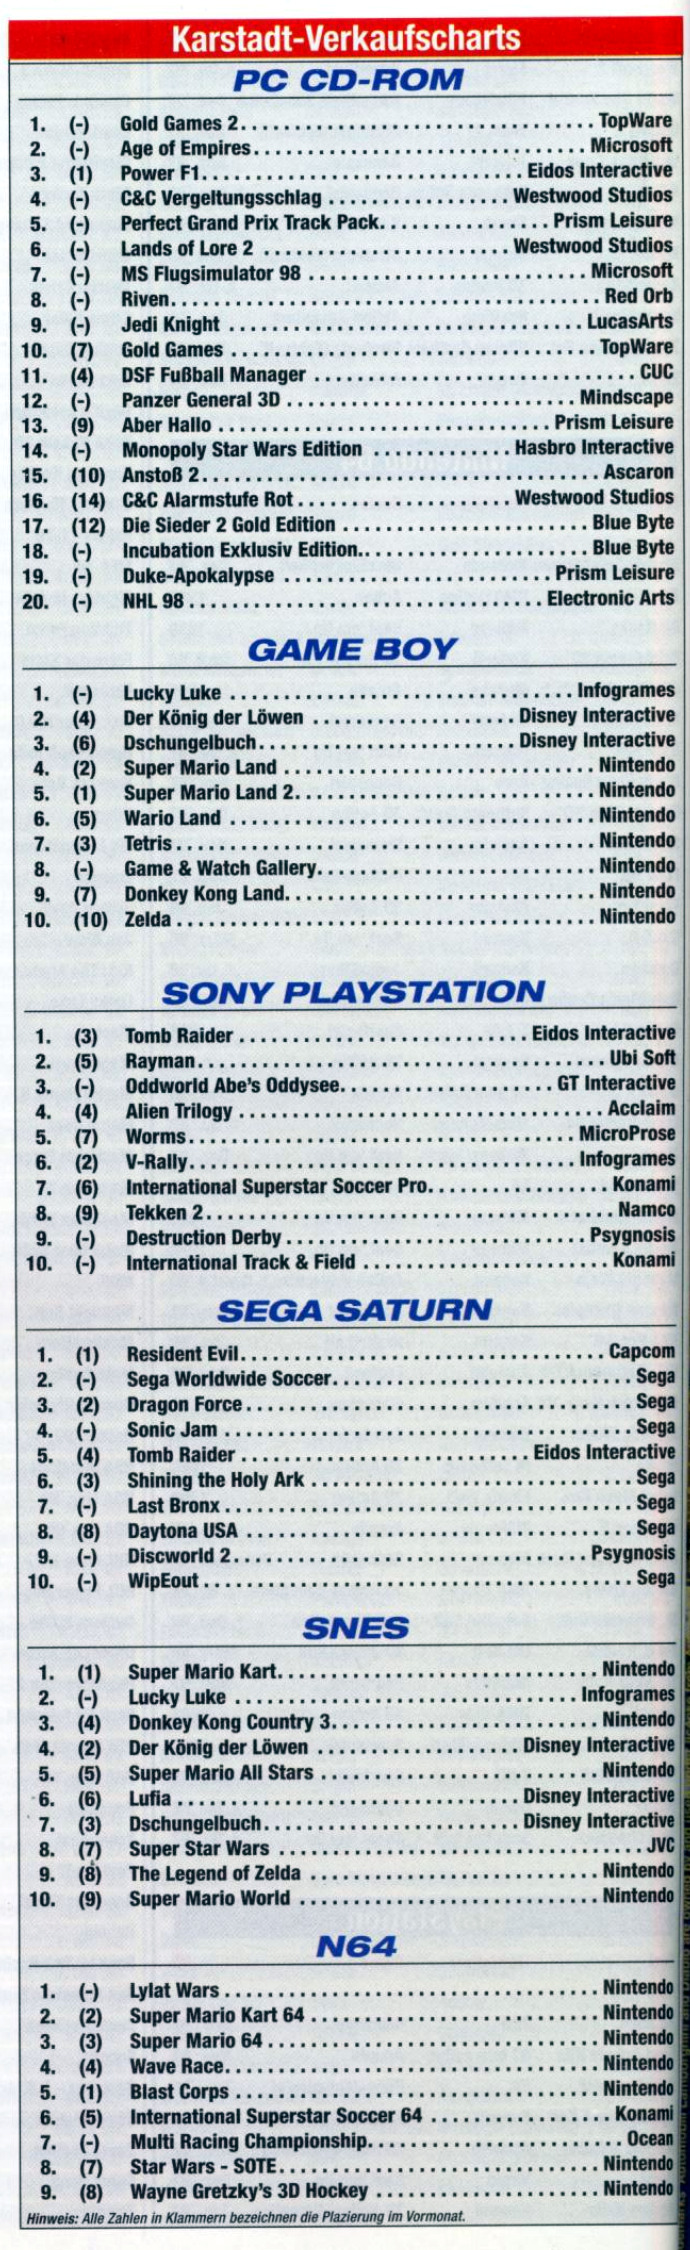 Karstadt-Verkaufscharts
PC CD-ROM
1. (-) Gold Games 2. . . . . . . . . . TopWare
2. (-) Age of Empires. . . . . . . . . . Microsoft
3. (1) Power F1. . . . . . . . . . Eidos Interactive
4. (-) C&C Vergeltungsschlag . . . . . . . . . . Westwood Studios
5. (-) Perfect Grand Prix Track Pack. . . . . . . . . . Prism Leisure
6. (-) Lands of Lore 2 . . . . . . . . . . Westwood Studios
7. (-) MS Flugsimulator 98 . . . . . . . . . . Microsoft
8. (-) Riven. . . . . . . . . . Red Orb
9. (-) Jedi Knight . . . . . . . . . . LucasArts
10. (7) Gold Games . . . . . . . . . . TopWare
11. (4) DSF Fußball Manager . . . . . . . . . . CUC
12. (-) Panzer General 3D . . . . . . . . . . Mindscape
13. (9) Aber Hallo . . . . . . . . . . Prism Leisure
14. (-) Monopoly Star Wars Edition . . . . . . . . . . Hasbro Interactive
15. (10) Anstoß 2. . . . . . . . . . Ascaron
16. (14) C&C Alarmstufe Rot. . . . . . . . . . Westwood Studios
17. (12) Die Sieder 2 Gold Edition . . . . . . . . . . Blue Byte
18. (-) Incubation Exklusiv Edition. . . . . . . . . . Blue Byte
19. (-) Duke-Apokalypse . . . . . . . . . . Prism Leisure
20. (-) NHL 98 . . . . . . . . . . Electronic Arts
GAME BOY
1. (-) Lucky Luke . . . . . . . . . . Infogrames
2. (4) Der König der Löwen . . . . . . . . . . Disney Interactive
3. (6) Dschungelbuch. . . . . . . . . . Disney Interactive
4. (2) Super Mario Land . . . . . . . . . . Nintendo
5. (1) Super Mario Land 2. . . . . . . . . . Nintendo
6. (5) Wario Land . . . . . . . . . . Nintendo
7. (3) Tetris. . . . . . . . . . Nintendo
8. (-) Game & Watch Gallery. . . . . . . . . . Nintendo
9. (7) Donkey Kong Land. . . . . . . . . . Nintendo
10. (10) Zelda . . . . . . . . . . Nintendo
SONY PLAYSTATION
1. (3) Tomb Raider . . . . . . . . . . Eidos Interactive
2. (5) Rayman. . . . . . . . . . Ubi Soft
3. (-) Oddworld Abe's Oddysee. . . . . . . . . . GT Interactive
4. (4) Alien Trilogy . . . . . . . . . . Acclaim
5. (7) Worms. . . . . . . . . . MicroProse
6. (2) V-Rally. . . . . . . . . . Infogrames
7. (6) International Superstar Soccer Pro. . . . . . . . . . Konami
8. (9) Tekken 2. . . . . . . . . . Namco
9. (-) Destruction Derby . . . . . . . . . . Psygnosis
10. (-) International Track & Field . . . . . . . . . . Konami
SEGA SATURN
1. (1) Resident Evil. . . . . . . . . . Capcom
2. (-) Sega Worldwide Soccer. . . . . . . . . . Sega
3. (2) Dragon Force. . . . . . . . . . Sega
4. (-) Sonic Jam . . . . . . . . . . Sega
5. (4) Tomb Raider . . . . . . . . . . Eidos Interactive
6. (3) Shining the Holy Ark . . . . . . . . . . Sega
7. (-) Last Bronx . . . . . . . . . . Sega
8. (8) Daytona USA . . . . . . . . . . Sega
9. (-) Discworld 2. . . . . . . . . . Psygnosis
10. (-) WipEout . . . . . . . . . . Sega
SNES
1. (1) Super Mario Kart. . . . . . . . . . Nintendo
2. (-) Lucky Luke . . . . . . . . . . Infogrames
3. (4) Donkey Kong Country 3. . . . . . . . . . Nintendo
4. (2) Der König der Löwen . . . . . . . . . . Disney Interactive
5. (5) Super Mario All Stars . . . . . . . . . . Nintendo
6. (6) Lufia . . . . . . . . . . Disney Interactive
7. (3) Dschungelbuch. . . . . . . . . . Disney Interactive
8. (7) Super Star Wars . . . . . . . . . . JVC
9. (8) The Legend of Zelda . . . . . . . . . . Nintendo
10. (9) Super Mario World . . . . . . . . . . Nintendo
N64
1. (-) Lylat Wars . . . . . . . . . . Nintendo
2. (2) Super Mario Kart 64 . . . . . . . . . . Nintendo
3. (3) Super Mario 64 . . . . . . . . . . Nintendo
4. (4) Wave Race. . . . . . . . . . Nintendo
5. (1) Blast Corps . . . . . . . . . . Nintendo
6. (5) International Superstar Soccer 64 . . . . . . . . . . Konami
7. (-) Multi Racing Championship. . . . . . . . . . Ocean
8. (7) Star Wars - SOTE. . . . . . . . . . Nintendo
9. (8) Wayne Gretzky's 3D Hockey . . . . . . . . . . Nintendo
Hinweis: Alle Zahlen in Klammern bezeichnen die Plazierung im Vormonat.